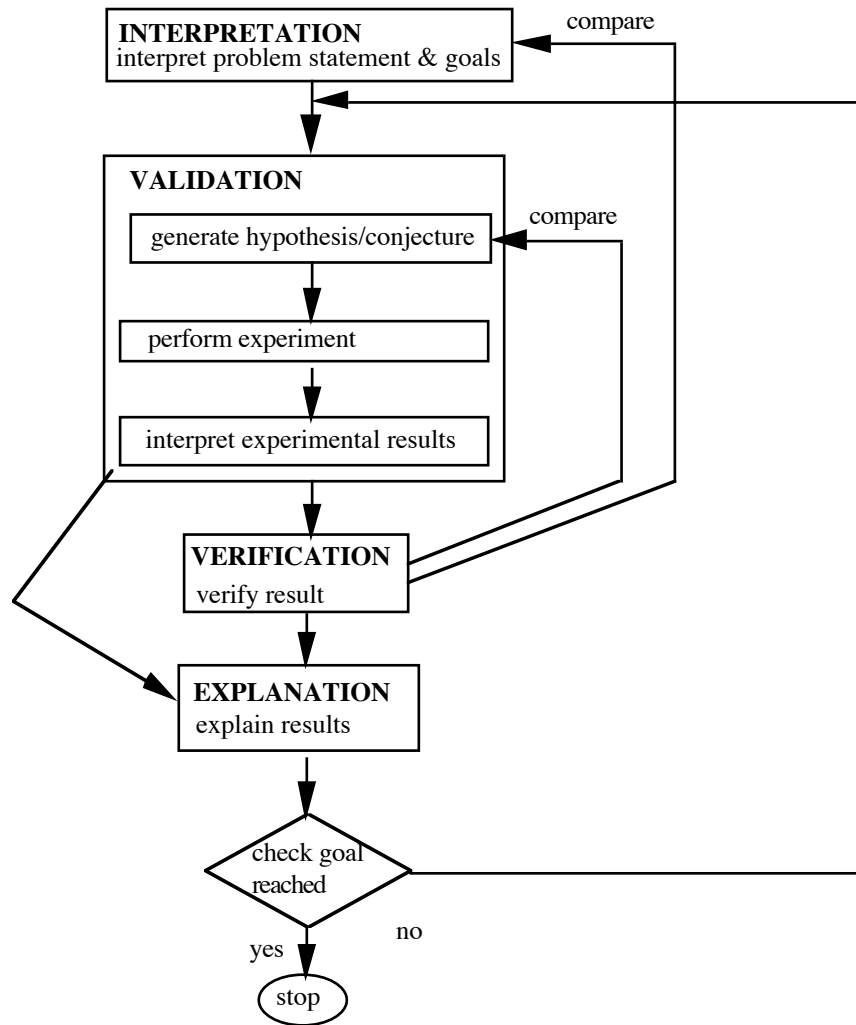 compare
INTERPRETATION
interpret problem statement & goals
VALIDATION
compare
generate hypothesis/conjecture
perform experiment
interpret experimental results
VERIFICATION
verify result
EXPLANATION
explain results
check goal
reached
no
yes
stop